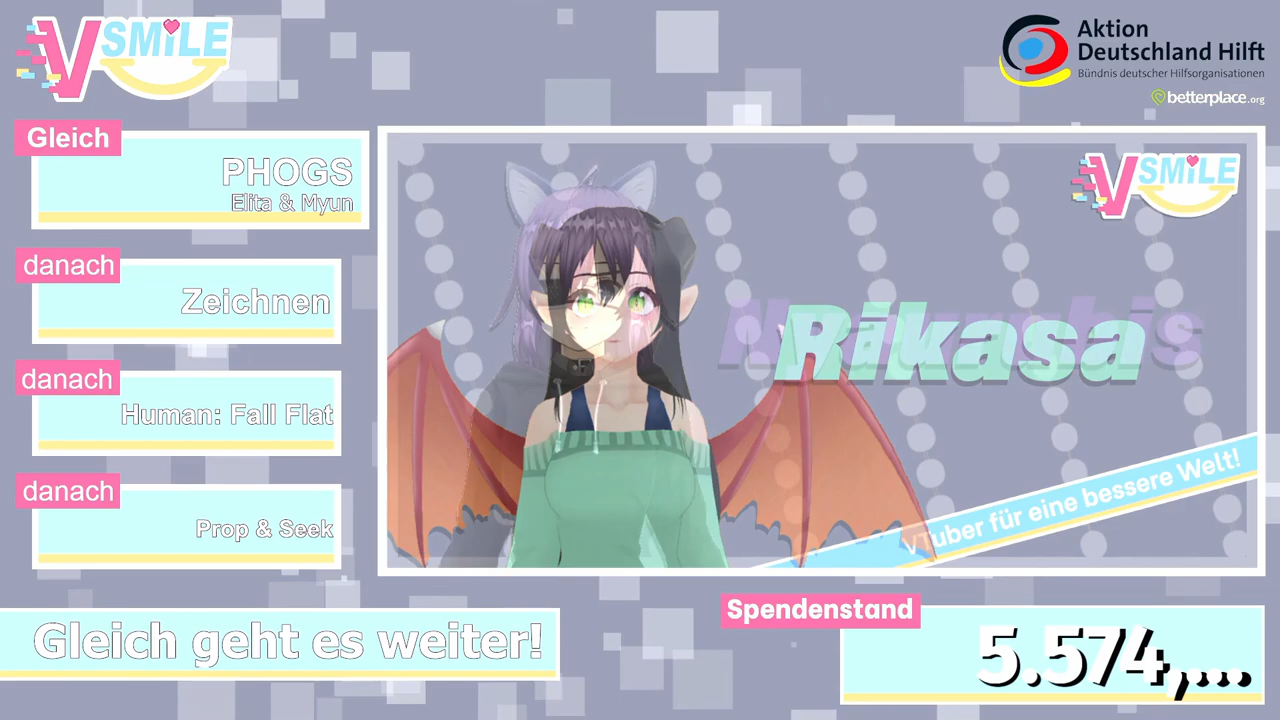 VSMiLE
Aktion
Deutschland Hilft
Bündnis deutscher Hilfsorganisationen
betterplace.org
Gleich
PHOGS
Elita & Myun
danach
Zeichnen
danach
Human: Fall Flat
danach
Prop & Seek
VSMiLE
Rikasa
VTuber für eine bessere Welt!
Gleich geht es weiter!
Spendenstand
5.574,...